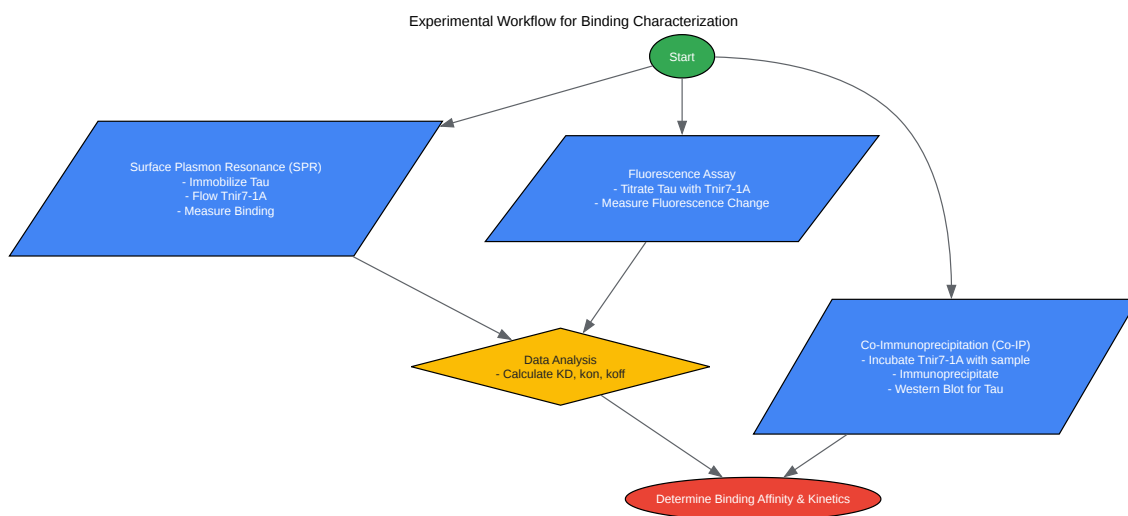 Experimental Workflow for Binding Characterization
Start
Surface Plasmon Resonance (SPR)
- Immobilize Tau
- Flow Tnir7-1A
- Measure Binding
Fluorescence Assay
- Titrate Tau with Tnir7-1A
- Measure Fluorescence Change
Co-Immunoprecipitation (Co-IP)
- Incubate Tnir7-1A with sample
- Immunoprecipitate
- Western Blot for Tau
Data Analysis
- Calculate KD, kon, koff
Determine Binding Affinity & Kinetics